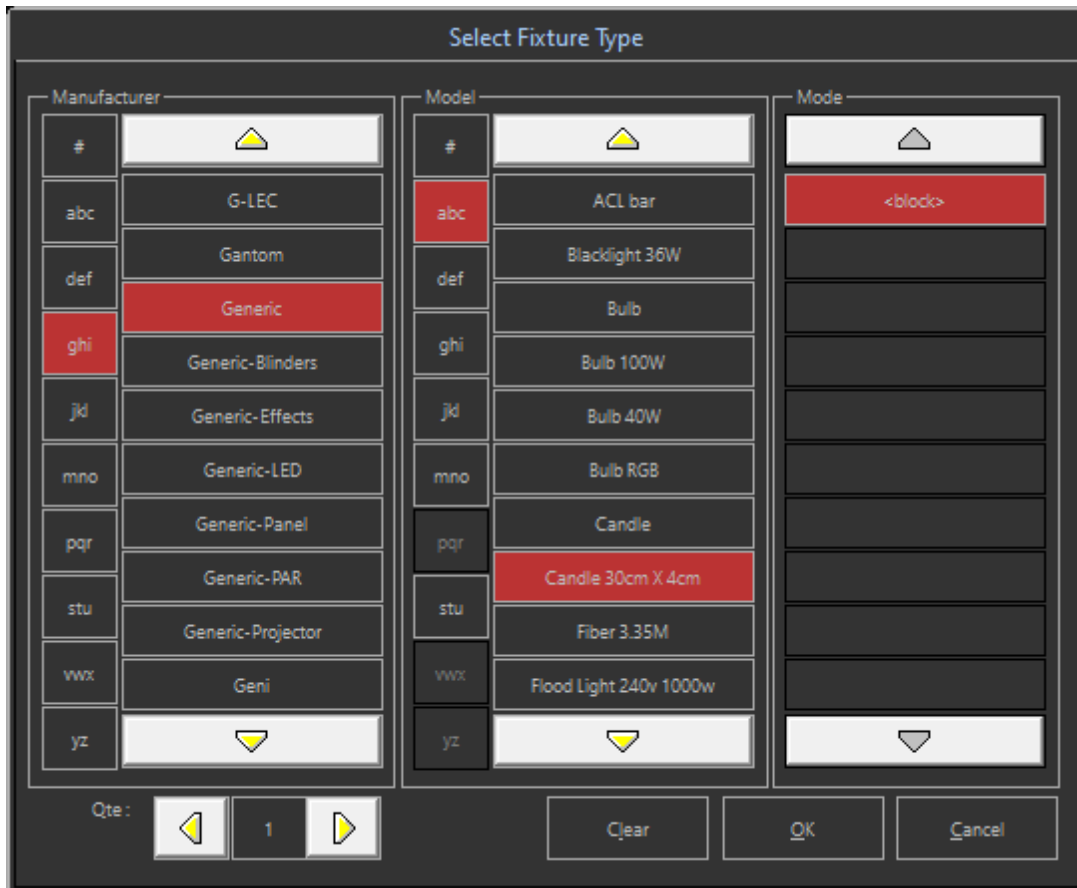 Select Fixture Type
Manufacturer
#
abc
def
ghi
jkl
mno
pqr
stu
vwx
yz
G-LEC
Gantom
Generic
Generic-Blinders
Generic-Effects
Generic-LED
Generic-Panel
Generic-PAR
Generic-Projector
Geni
Model
#
abc
def
ghi
jkl
mno
pqr
stu
vwx
yz
ACL bar
Blacklight 36W
Bulb
Bulb 100W
Bulb 40W
Bulb RGB
Candle
Candle 30cm X 4cm
Fiber 3.35M
Flood Light 240v 1000w
Mode
<block>
Qte :
1
Clear
OK
Cancel